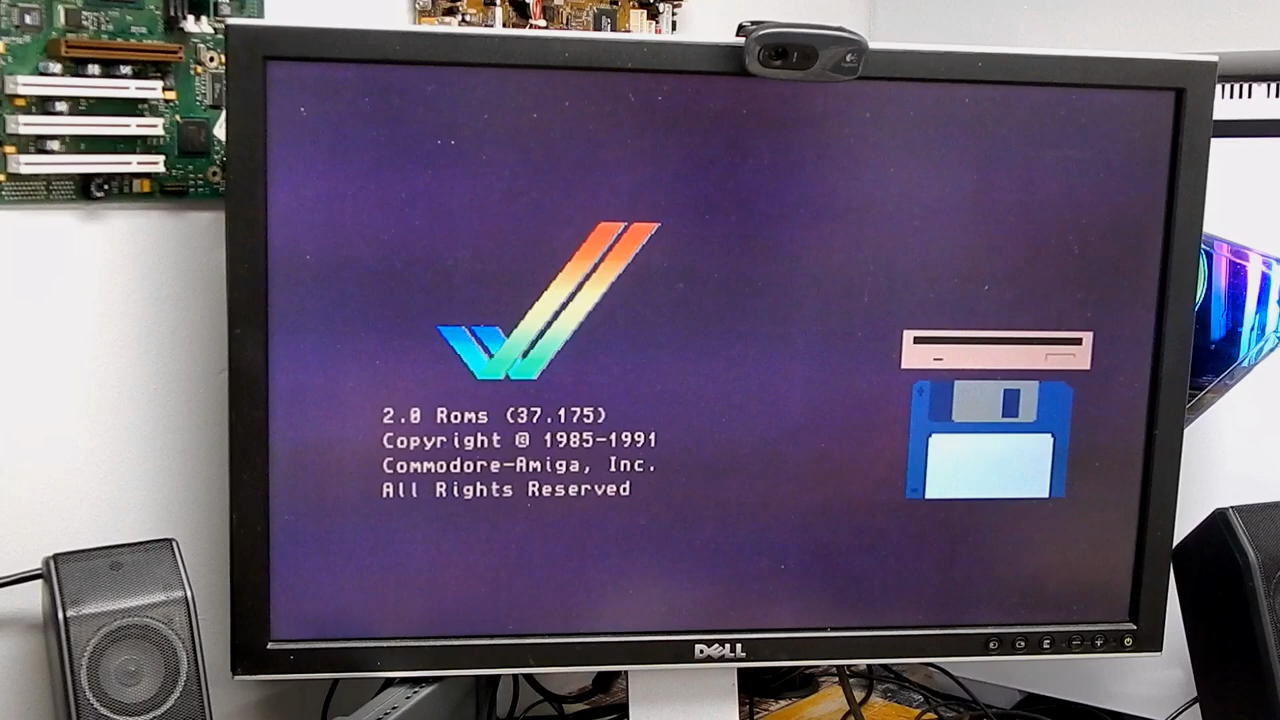 2.0 Roms (37.175)
Copyright © 1985-1991
Commodore-Amiga, Inc.
All Rights Reserved
DELL